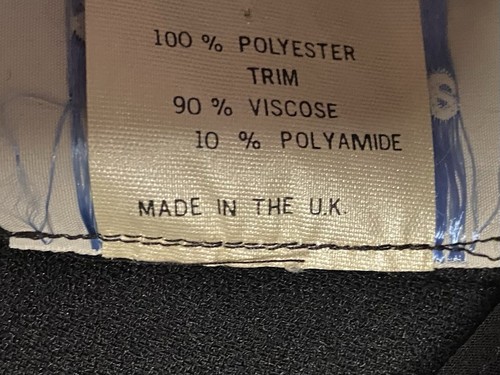 100 % POLYESTER
TRIM
90 % VISCOSE
10 % POLYAMIDE
MADE IN THE U.K.
S